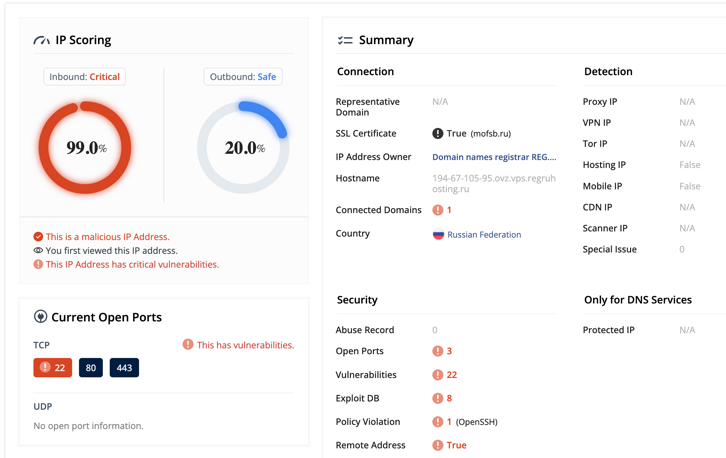 IP Scoring
Inbound: Critical
Outbound: Safe
99.0%
20.0%
This is a malicious IP Address.
You first viewed this IP address.
This IP Address has critical vulnerabilities.
Current Open Ports
TCP
This has vulnerabilities.
22
80
443
UDP
No open port information.
Summary
Connection
Representative
Domain
N/A
SSL Certificate
True (mofsb.ru)
IP Address Owner
Domain names registrar REG....
Hostname
194-67-105-95.ovz.vps.regruh
osting.ru
Connected Domains
1
Country
Russian Federation
Detection
Proxy IP
N/A
VPN IP
N/A
Tor IP
N/A
Hosting IP
False
Mobile IP
False
CDN IP
N/A
Scanner IP
N/A
Special Issue
0
Security
Abuse Record
0
Open Ports
3
Vulnerabilities
22
Exploit DB
8
Policy Violation
1 (OpenSSH)
Remote Address
True
Only for DNS Services
Protected IP
N/A